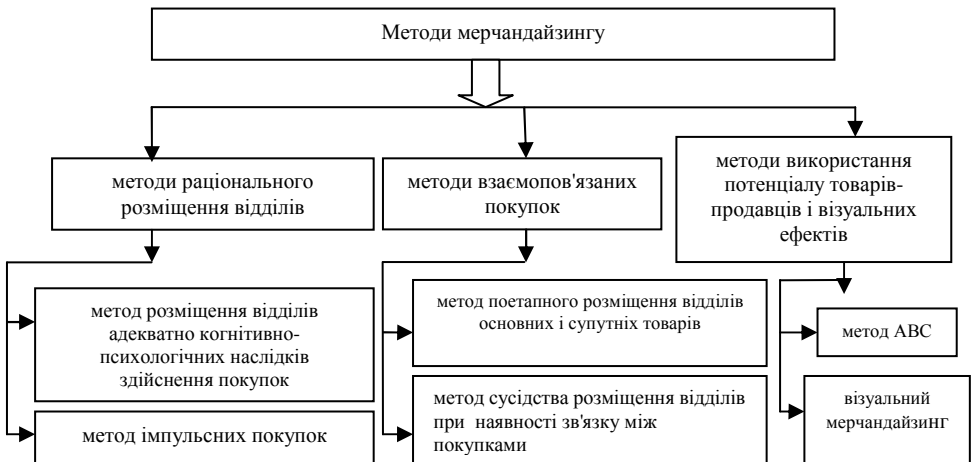 Методи мерчандайзингу
методи раціонального
розміщення відділів
методи взаємопов'язаних
покупок
методи використання
потенціалу товарів-
продавців і візуальних
ефектів
метод розміщення відділів
адекватно когнітивно-
психологічних наслідків
здійснення покупок
метод імпульсних покупок
метод поетапного розміщення відділів
основних і супутніх товарів
метод сусідства розміщення відділів
при наявності зв'язку між
покупками
метод АВС
візуальний
мерчандайзинг